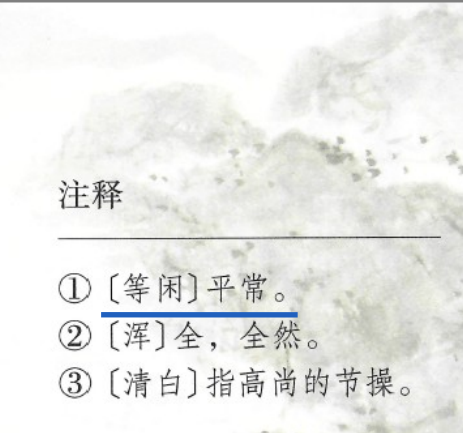 注释
①〔等闲〕平常。
②〔浑〕全，全然。
③〔清白〕指高尚的节操。